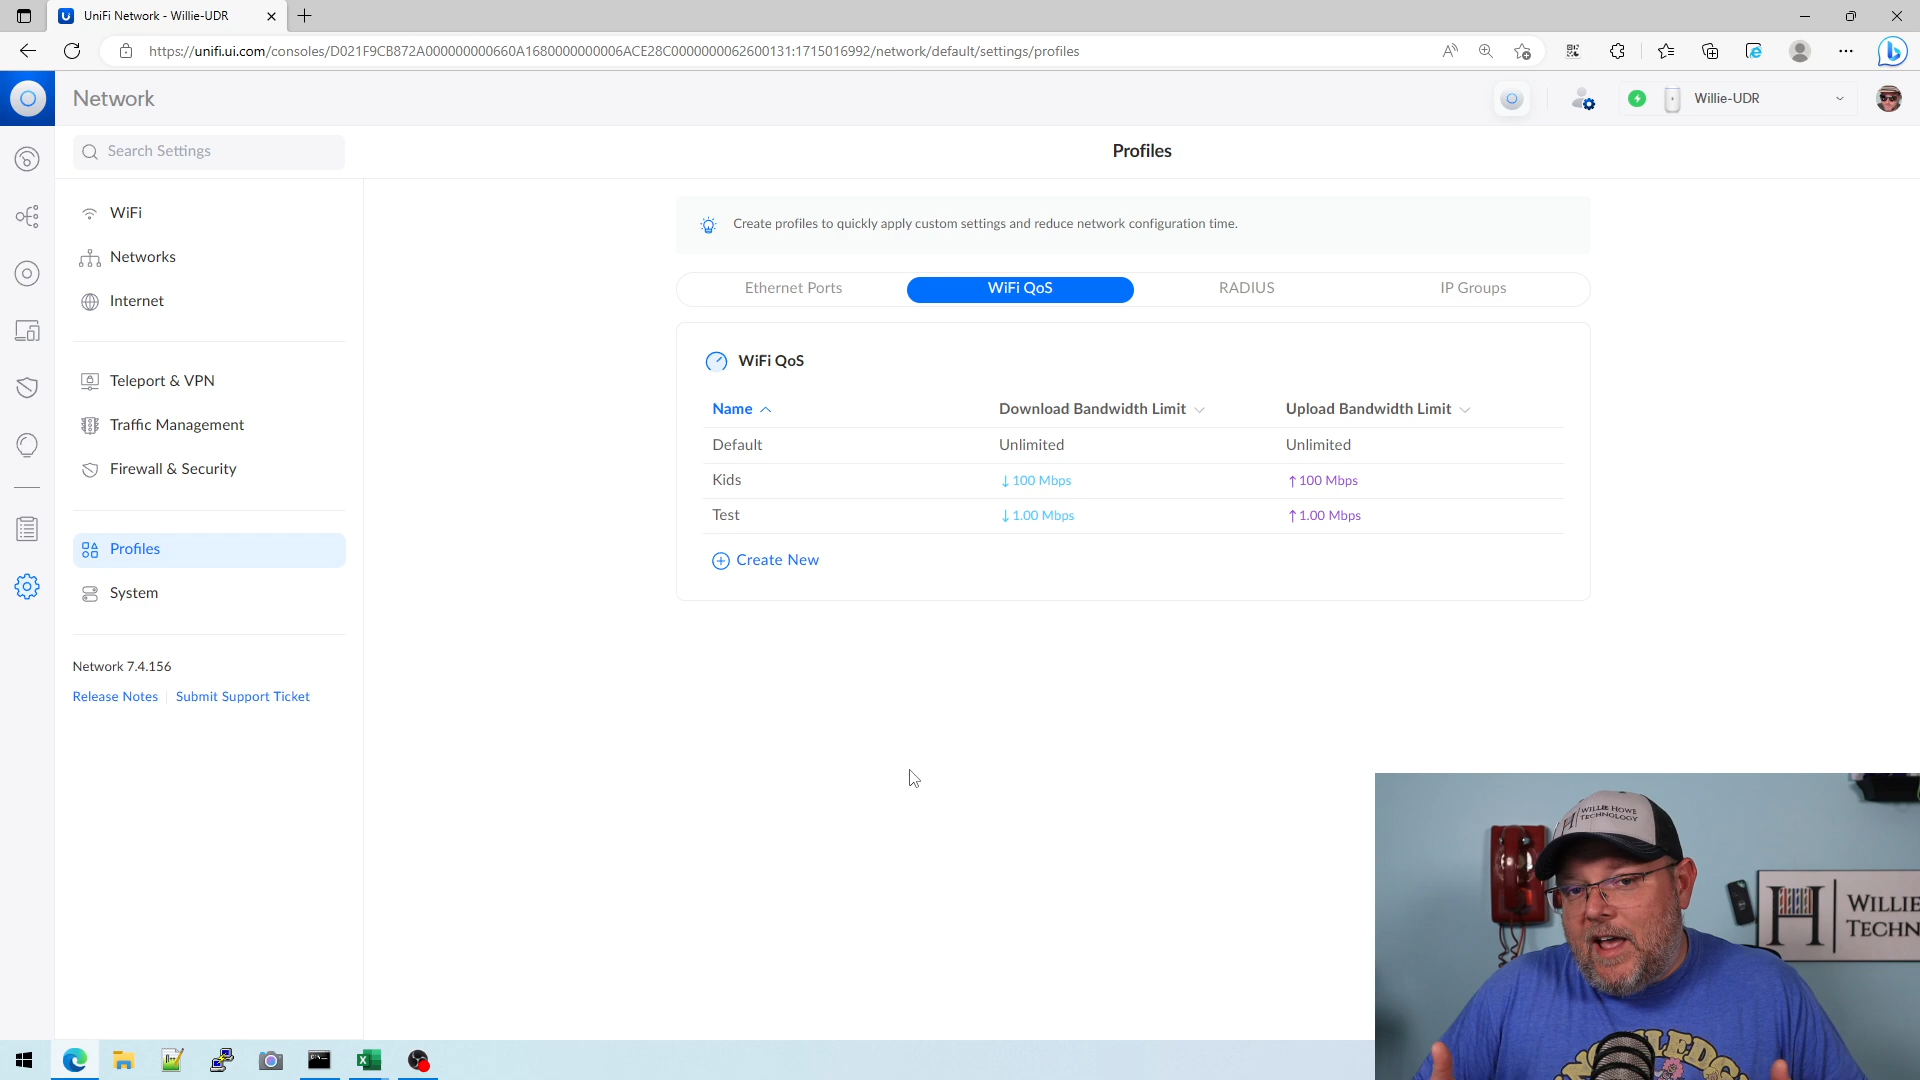 UniFi Network - Willie-UDR
https://unifi.ui.com/consoles/D021F9CB872A000000000660A1680000000006ACE28C0000000062600131:1715016992/network/default/settings/profiles
Network
Willie-UDR
Search Settings
Profiles
WiFi
Networks
Internet
Teleport & VPN
Traffic Management
Firewall & Security
Profiles
System
Network 7.4.156
Release Notes
Submit Support Ticket
Create profiles to quickly apply custom settings and reduce network configuration time.
Ethernet Ports
WiFi QoS
RADIUS
IP Groups
WiFi QoS
Name
Download Bandwidth Limit
Upload Bandwidth Limit
Default
Unlimited
Unlimited
Kids
↓100 Mbps
↑100 Mbps
Test
↓1.00 Mbps
↑1.00 Mbps
Create New
WILLIE HOWE
TECHNOLOGY
WILLIE
TECHN